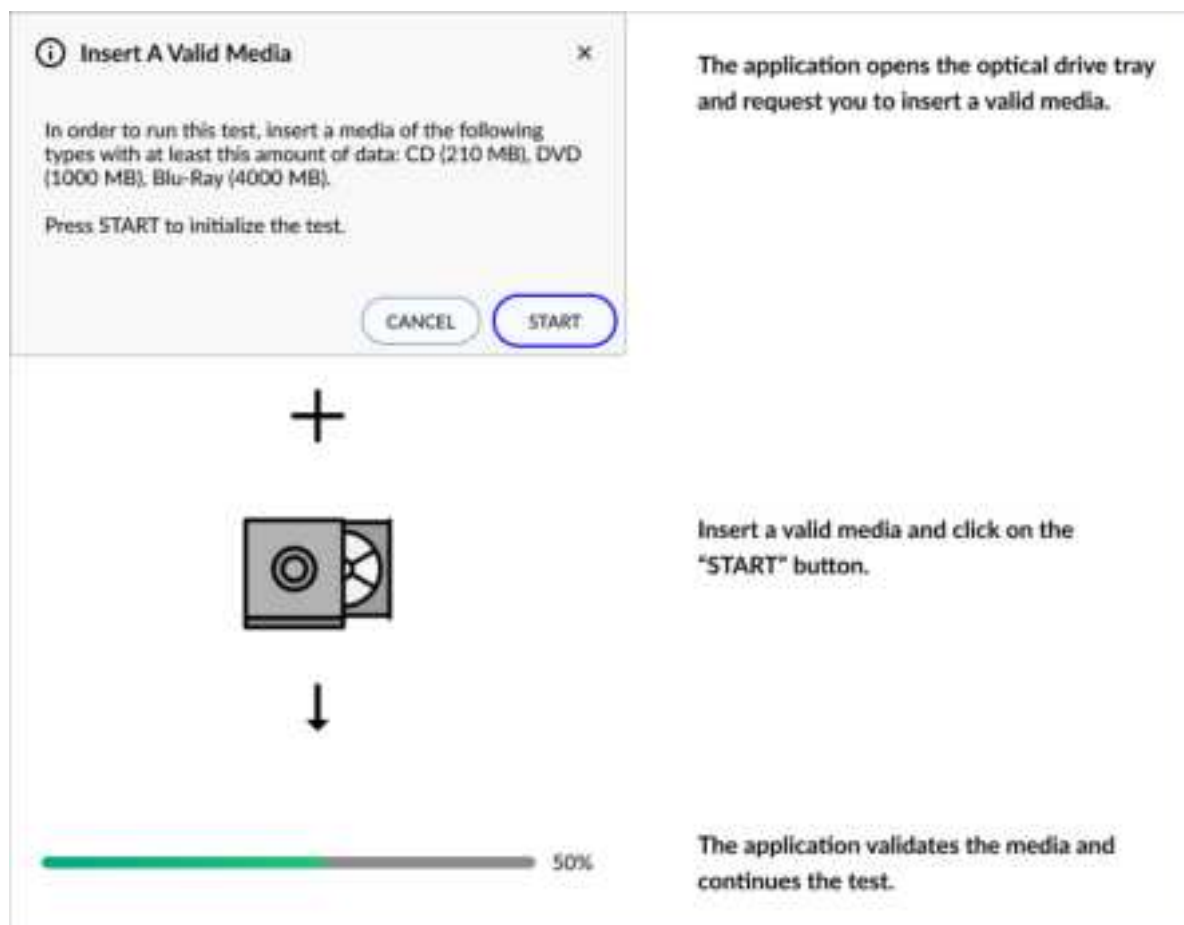 Insert A Valid Media
×
In order to run this test, insert a media of the following
types with at least this amount of data: CD (210 MB), DVD
(1000 MB), Blu-Ray (4000 MB).
Press START to initialize the test.
CANCEL
START
The application opens the optical drive tray
and request you to insert a valid media.
Insert a valid media and click on the
“START” button.
50%
The application validates the media and
continues the test.